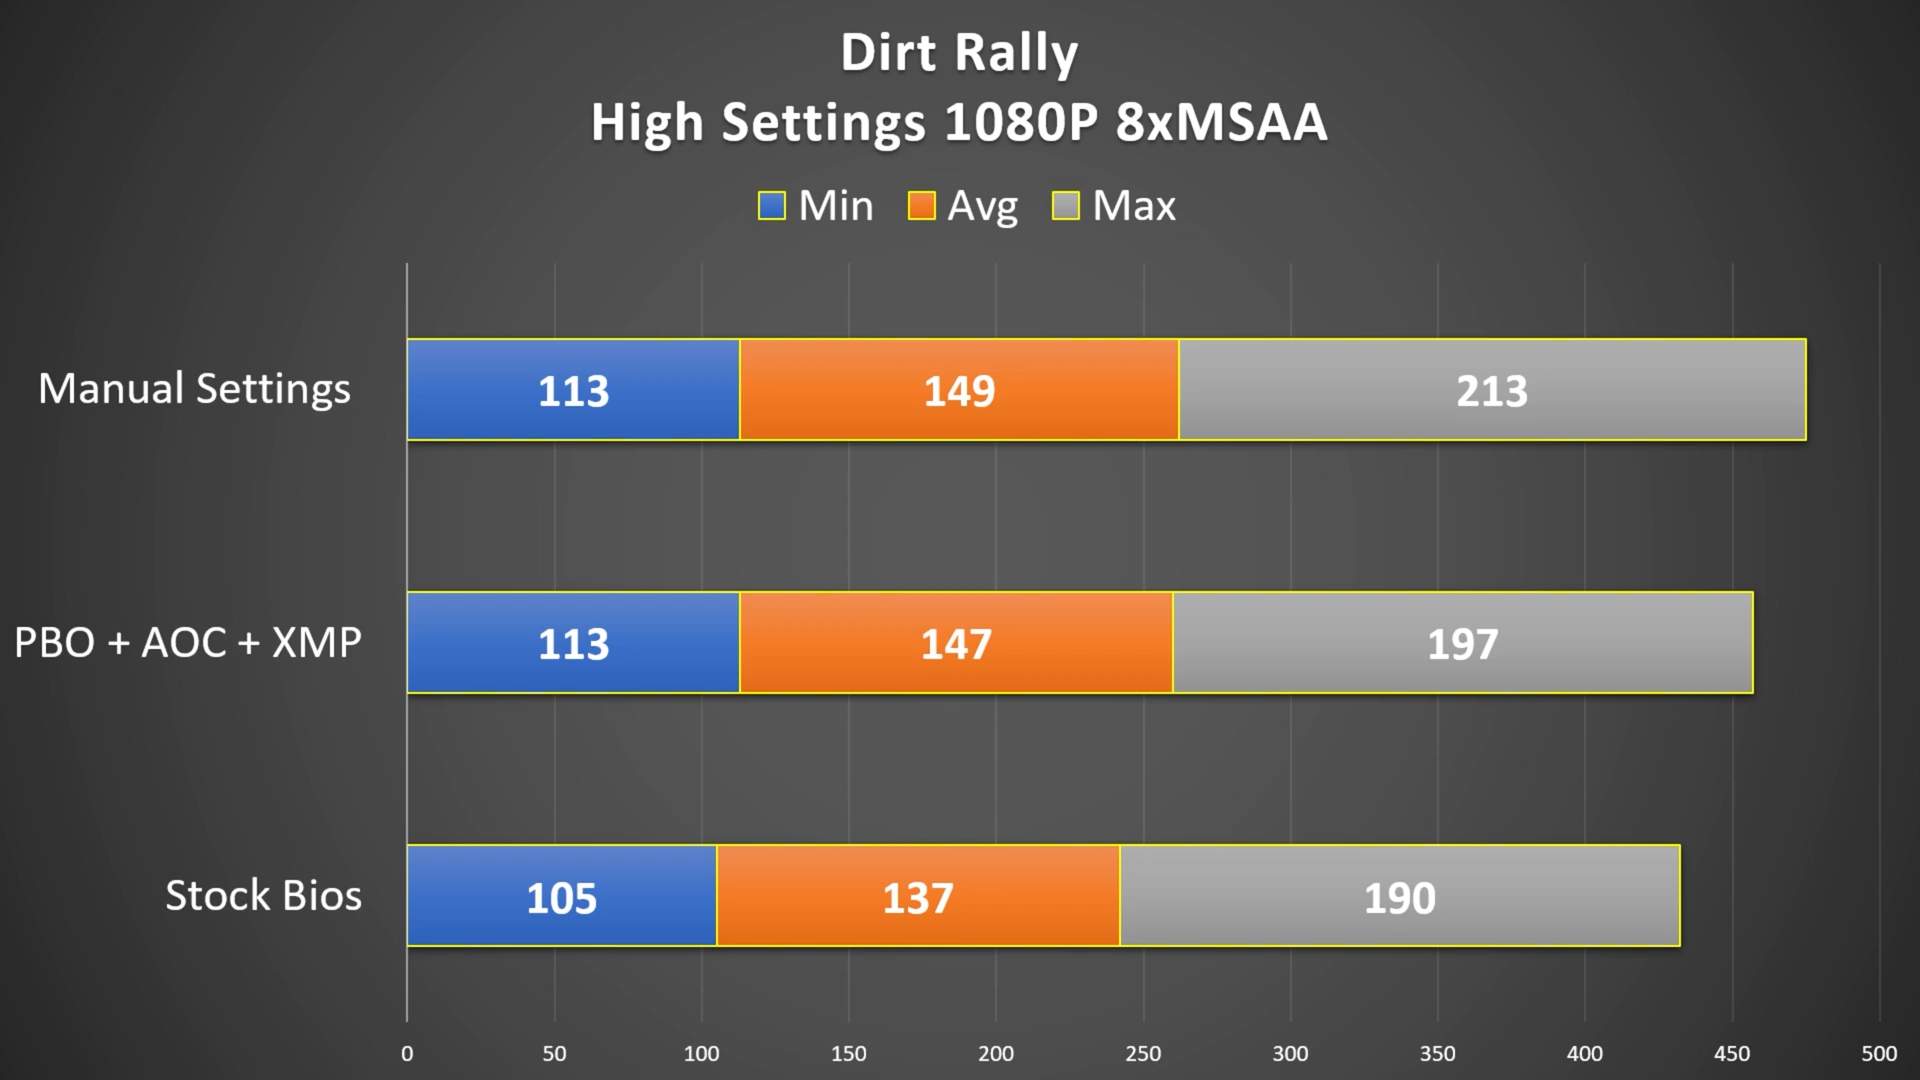 Dirt Rally
High Settings 1080P 8xMSAA
Min Avg Max
Manual Settings 113 149 213
PBO + AOC + XMP 113 147 197
Stock Bios 105 137 190
0 50 100 150 200 250 300 350 400 450 500